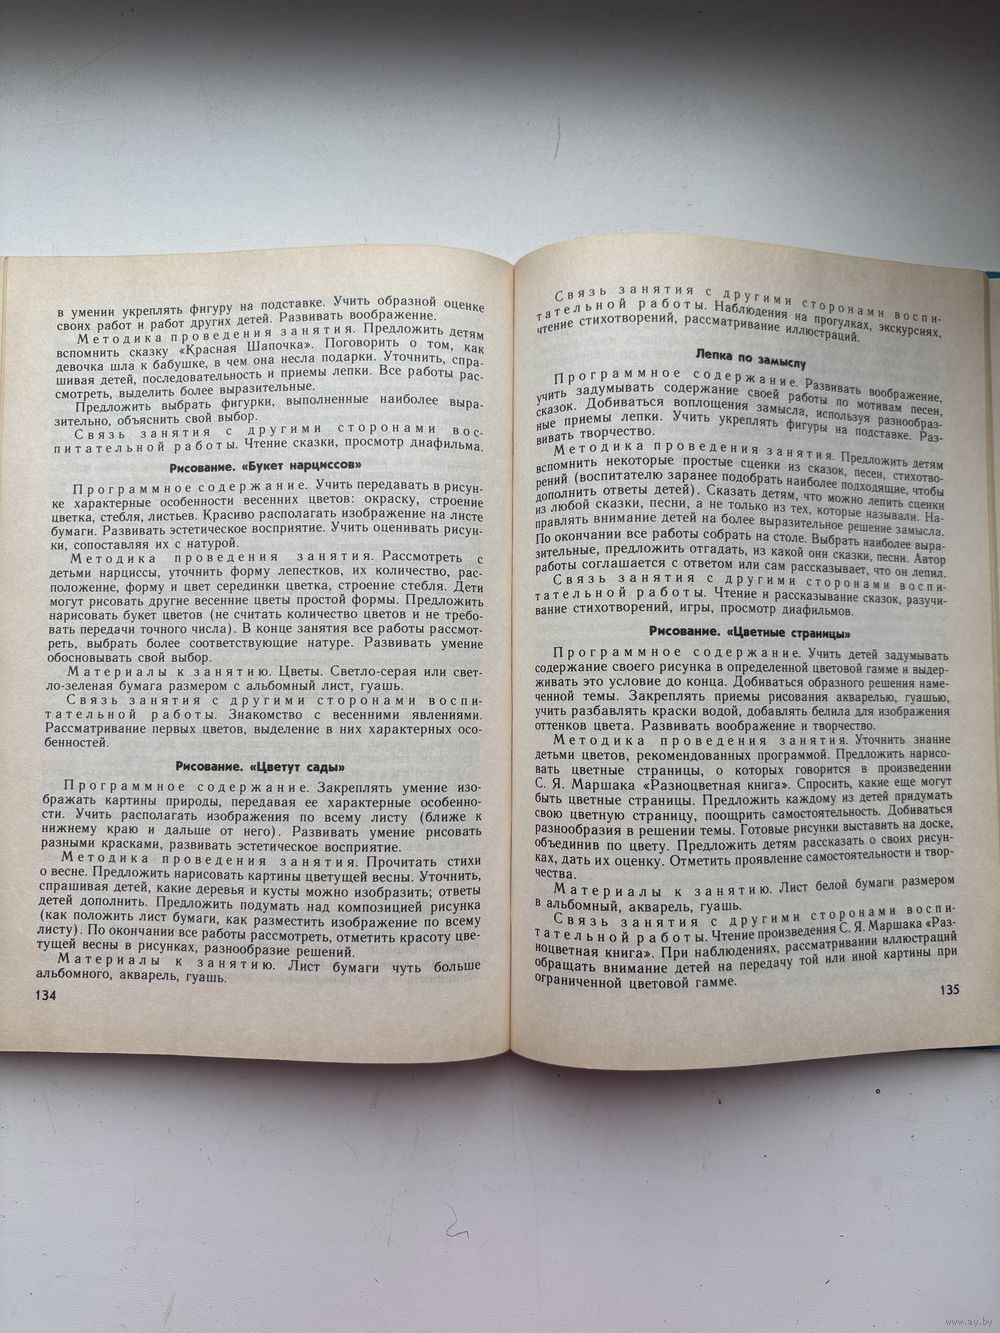 в умении укреплять фигуру на подставке. Учить образной оценке
своих работ и работ других детей. Развивать воображение.
Методика проведения занятия. Предложить детям
вспомнить сказку «Красная Шапочка». Поговорить о том, как
девочка шла к бабушке, в чем она несла подарки. Уточнить, спра-
шивая детей, последовательность и приемы лепки. Все работы рас-
смотреть, выделить более выразительные.
Предложить выбрать фигурки, выполненные наиболее выра-
зительно, объяснить свой выбор.
Связь занятия с другими сторонами вос-
питательной работы. Чтение сказки, просмотр диафильма.
Рисование. «Букет нарциссов»
Программное содержание. Учить передавать в рисун-
ке характерные особенности весенних цветов: окраску, строение
цветка, стебля, листьев. Красиво располагать изображение на листе
бумаги. Развивать эстетическое восприятие. Учить оценивать рисун-
ки, сопоставляя их с натурой.
Методика проведения занятия. Рассмотреть с
детьми нарциссы, уточнить форму лепестков, их количество, рас-
положение, форму и цвет серединки цветка, строение стебля. Дети
могут рисовать другие весенние цветы простой формы. Предложить
нарисовать букет цветов (не считать количество цветов и не требо-
вать передачи точного числа). В конце занятия все работы рассмот-
реть, выбрать более соответствующие натуре. Развивать умение
обосновывать свой выбор.
Материалы к занятию. Цветы. Светло-серая или свет-
ло-зеленая бумага размером с альбомный лист, гуашь.
Связь занятия с другими сторонами воспи-
тательной работы. Знакомство с весенними явлениями.
Рассматривание первых цветов, выделение в них характерных осо-
бенностей.
Рисование. «Цветут сады»
Программное содержание. Закреплять умение изо-
бражать картины природы, передавая ее характерные особенно-
сти. Учить располагать изображения по всему листу (ближе к
нижнему краю и дальше от него). Развивать умение рисовать
разными красками, развивать эстетическое восприятие.
Методика проведения занятия. Прочитать стихи
о весне. Предложить нарисовать картины цветущей весны. Уточнить,
спрашивая детей, какие деревья и кусты можно изобразить; ответы
детей дополнить. Предложить подумать над композицией рисунка
(как положить лист бумаги, как разместить изображение по всему
листу). По окончании все работы рассмотреть, отметить красоту цве-
тущей весны в рисунках, разнообразие решений.
Материалы к занятию. Лист бумаги чуть больше
альбомного, акварель, гуашь.
134
Связь занятия с другими сторонами воспи-
тательной работы. Наблюдения на прогулках, экскурсиях,
чтение стихотворений, рассматривание иллюстраций.
Лепка по замыслу
Программное содержание. Развивать воображение,
учить задумывать содержание своей работы по мотивам песен,
сказок. Добиваться воплощения замысла, используя разнообраз-
ные приемы лепки. Учить укреплять фигуры на подставке. Раз-
вивать творчество.
Методика проведения занятия. Предложить детям
вспомнить некоторые простые сценки из сказок, песен, стихотво-
рений (воспитателю заранее подобрать наиболее подходящие, чтобы
дополнить ответы детей). Сказать детям, что можно лепить сценки
из любой сказки, песни, а не только из тех, которые называли. На-
правлять внимание детей на более выразительное решение замысла.
По окончании все работы собрать на столе. Выбрать наиболее выра-
зительные, предложить отгадать, из какой они сказки, песни. Автор
работы соглашается с ответом или сам рассказывает, что он лепил.
Связь занятия с другими сторонами воспи-
тательной работы. Чтение и рассказывание сказок, разучи-
вание стихотворений, игры, просмотр диафильмов.
Рисование. «Цветные страницы»
Программное содержание. Учить детей задумывать
содержание своего рисунка в определенной цветовой гамме и выдер-
живать это условие до конца. Добиваться образного решения наме-
ченной темы. Закреплять приемы рисования акварелью, гуашью,
учить разбавлять краски водой, добавлять белила для изображения
оттенков цвета. Развивать воображение и творчество.
Методика проведения занятия. Уточнить знание
детьми цветов, рекомендованных программой. Предложить нарисо-
вать цветные страницы, о которых говорится в произведении
С. Я. Маршака «Разноцветная книга». Спросить, какие еще могут
быть цветные страницы. Предложить каждому из детей придумать
свою цветную страницу, поощрить самостоятельность. Добиваться
разнообразия в решении темы. Готовые рисунки выставить на доске,
объединив по цвету. Предложить детям рассказать о своих рисун-
ках, дать их оценку. Отметить проявление самостоятельности и твор-
чества.
Материалы к занятию. Лист белой бумаги размером
в альбомный, акварель, гуашь.
Связь занятия с другими сторонами воспи-
тательной работы. Чтение произведения С. Я. Маршака «Раз-
ноцветная книга». При наблюдениях, рассматривании иллюстраций
обращать внимание детей на передачу той или иной картины при
ограниченной цветовой гамме.
135
www.ay.by